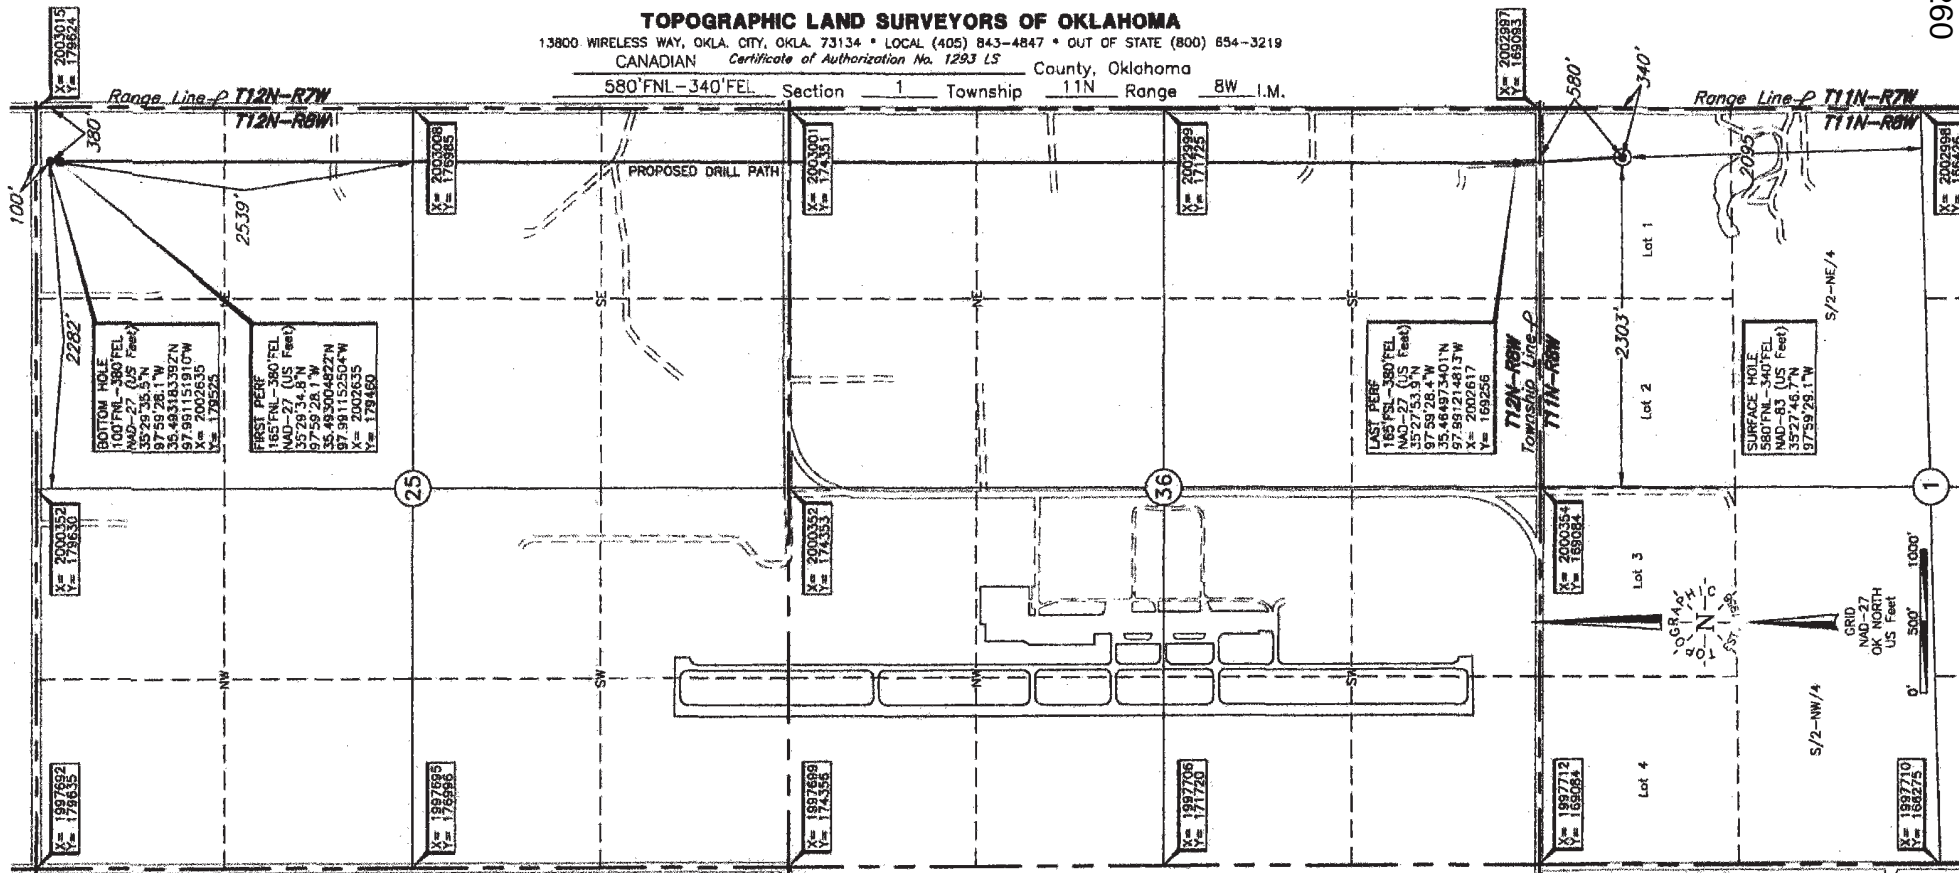 TOPOGRAPHIC LAND SURVEYORS OF OKLAHOMA
13800 WIRELESS WAY, OKLA. CITY, OKLA. 73134 * LOCAL (405) 843-4847 * OUT OF STATE (800) 654-3219
CANADIAN Certificate of Authorization No. 1293 LS County, Oklahoma
580'FNL-340'FEL Section 1 Township 11N Range 8W I.M.
Range Line T12N-R7W
T12N-R8W
Range Line T11N-R7W
T11N-R8W
X= 2003015
Y= 179624
X= 2003008
Y= 176985
X= 2003001
Y= 174351
X= 2002999
Y= 171725
X= 2002997
Y= 169093
X= 2002998
380'
100'
2539'
2282'
580'
340'
2095'
2303'
PROPOSED DRILL PATH
BOTTOM HOLE
100'FNL-380'FEL
NAD-27 (US Feet)
35°29'35.5"N
97°59'28.1"W
35.493183392°N
97.991151910°W
X= 2002635
Y= 179525
FIRST PERF
165'FNL-380'FEL
NAD-27 (US Feet)
35°29'34.8"N
97°59'28.1"W
35.493004822°N
97.991152504°W
X= 2002635
Y= 179460
LAST PERF
165'FSL-380'FEL
NAD-27 (US Feet)
35°27'53.9"N
97°59'28.4"W
35.464973401°N
97.991214813°W
X= 2002617
Y= 169256
T12N-R8W
Township Line
T11N-R8W
SURFACE HOLE
580'FNL-340'FEL
NAD-83 (US Feet)
35°27'46.7"N
97°59'29.1"W
NE
SE
NE
SE
Lot 1
Lot 2
S/2-NE/4
25
36
1
X= 2000352
Y= 179630
X= 2000352
Y= 174353
X= 2000354
Y= 169084
Lot 3
Lot 4
S/2-NW/4
NW
SW
NW
SW
TOPOGRAPHIC
N
GRID
NAD-27
OK NORTH
US Feet
0' 500' 1000'
X= 1997692
Y= 179635
X= 1997695
Y= 176996
X= 1997699
Y= 174356
X= 1997706
Y= 171720
X= 1997712
Y= 169084
X= 1997710
Y= 166275